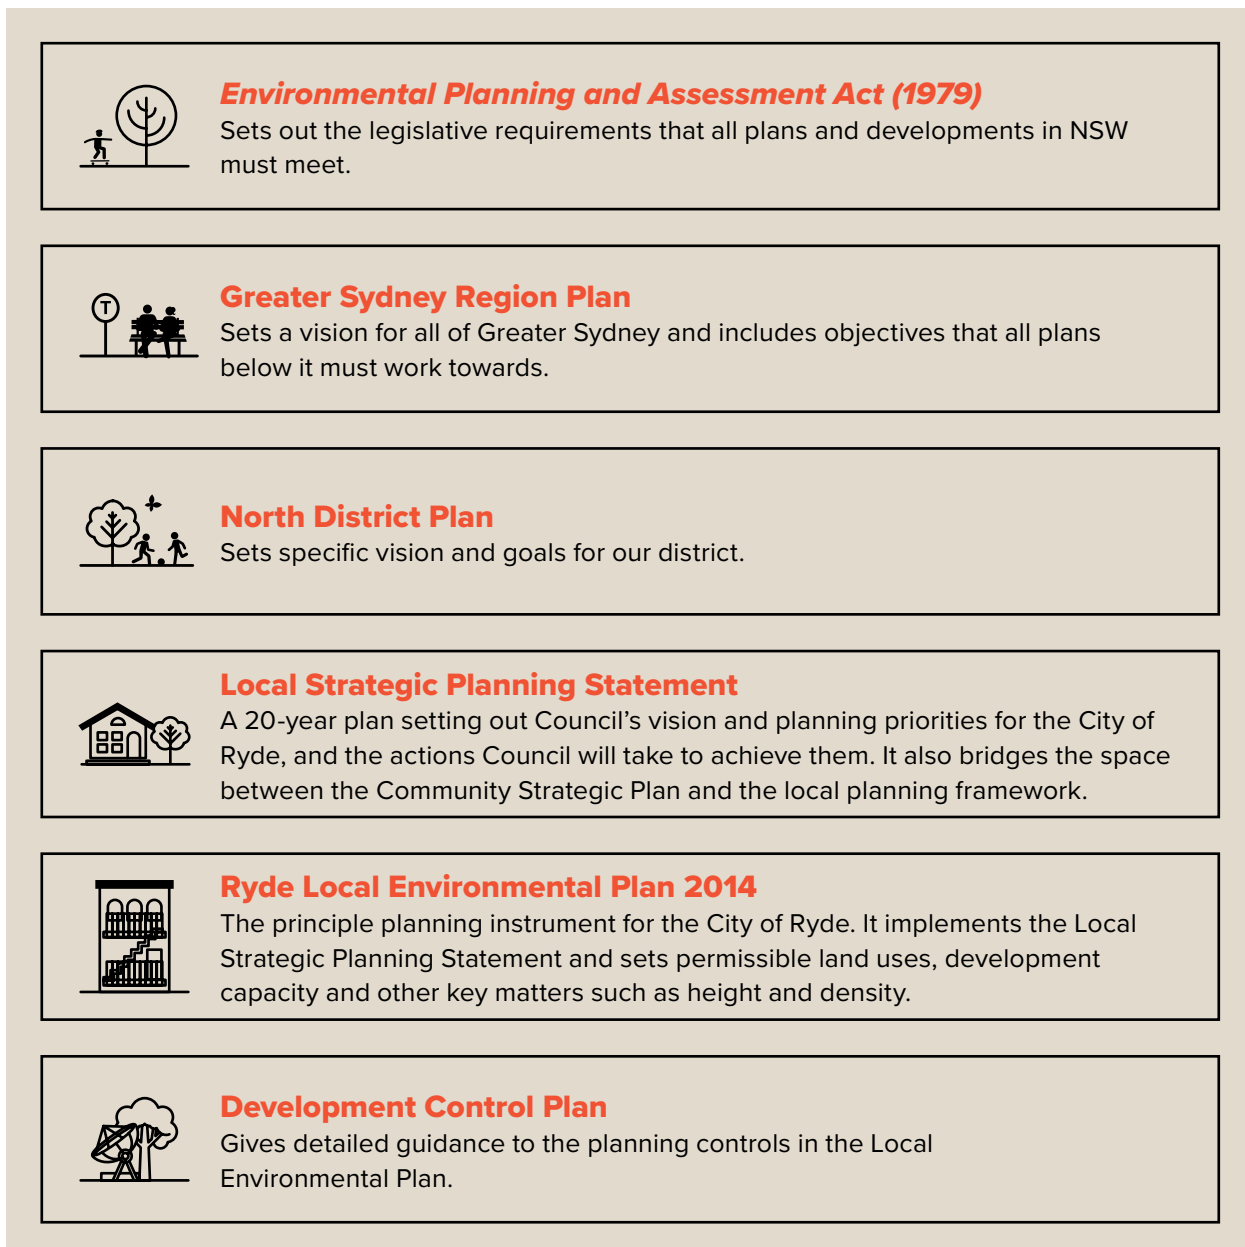 Environmental Planning and Assessment Act (1979)
Sets out the legislative requirements that all plans and developments in NSW
must meet.
T
Greater Sydney Region Plan
Sets a vision for all of Greater Sydney and includes objectives that all plans
below it must work towards.
North District Plan
Sets specific vision and goals for our district.
Local Strategic Planning Statement
A 20-year plan setting out Council’s vision and planning priorities for the City of
Ryde, and the actions Council will take to achieve them. It also bridges the space
between the Community Strategic Plan and the local planning framework.
Ryde Local Environmental Plan 2014
The principle planning instrument for the City of Ryde. It implements the Local
Strategic Planning Statement and sets permissible land uses, development
capacity and other key matters such as height and density.
Development Control Plan
Gives detailed guidance to the planning controls in the Local
Environmental Plan.